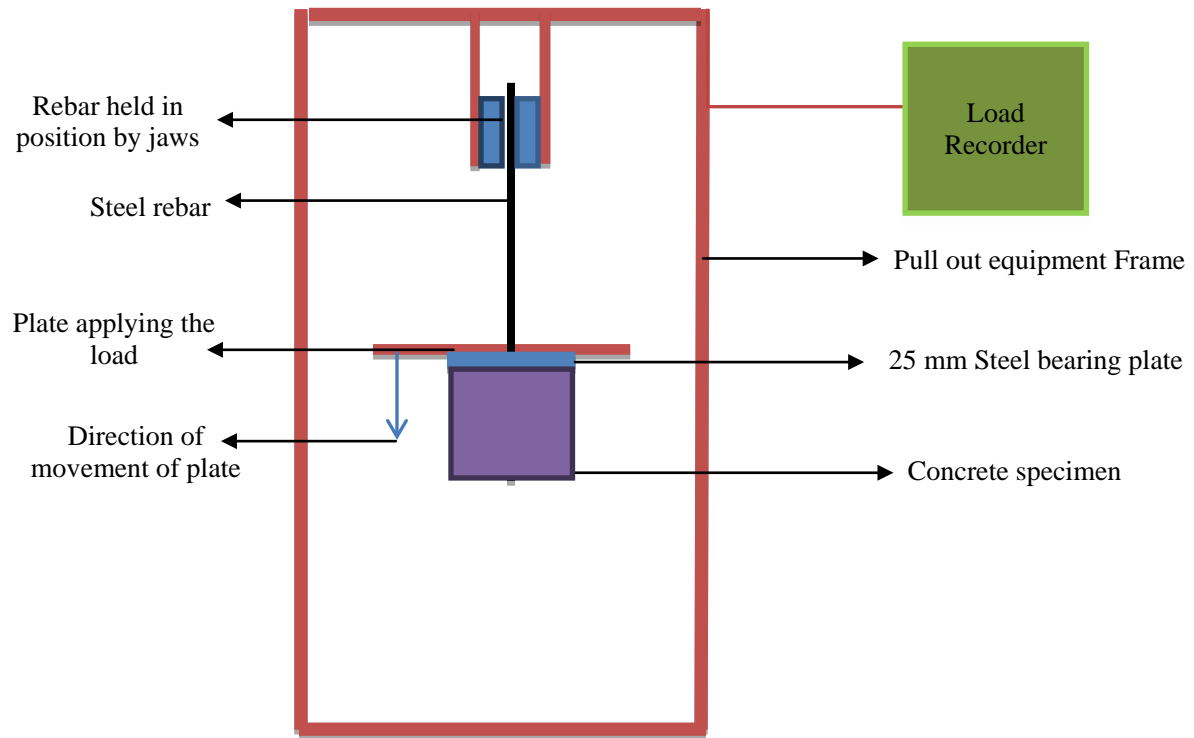 Rebar held in
position by jaws
Steel rebar
Plate applying the
load
Direction of
movement of plate
Load
Recorder
Pull out equipment Frame
25 mm Steel bearing plate
Concrete specimen